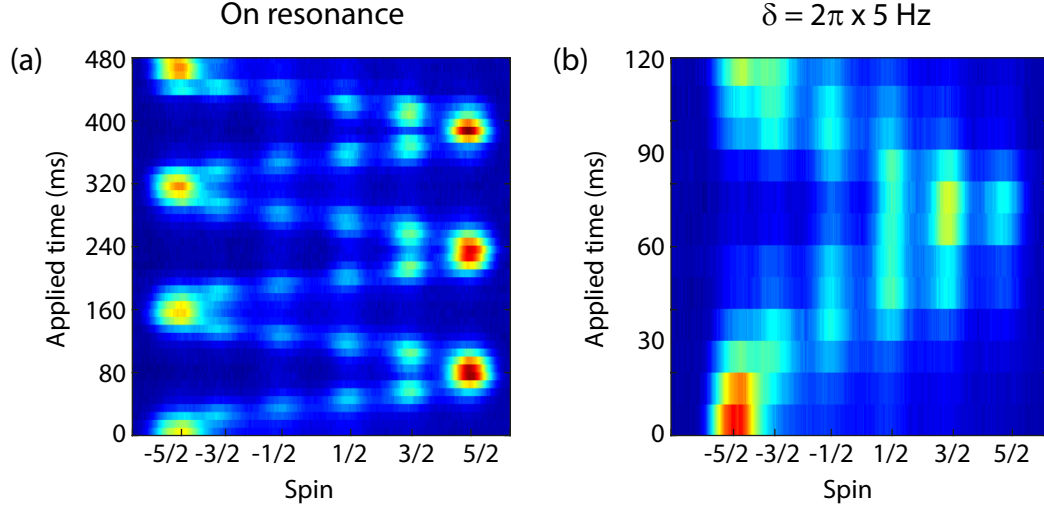 On resonance
δ = 2π x 5 Hz
(a)
480
400
320
240
160
80
0
Applied time (ms)
-5/2 -3/2 -1/2 1/2 3/2 5/2
Spin
(b)
120
90
60
30
0
Applied time (ms)
-5/2 -3/2 -1/2 1/2 3/2 5/2
Spin